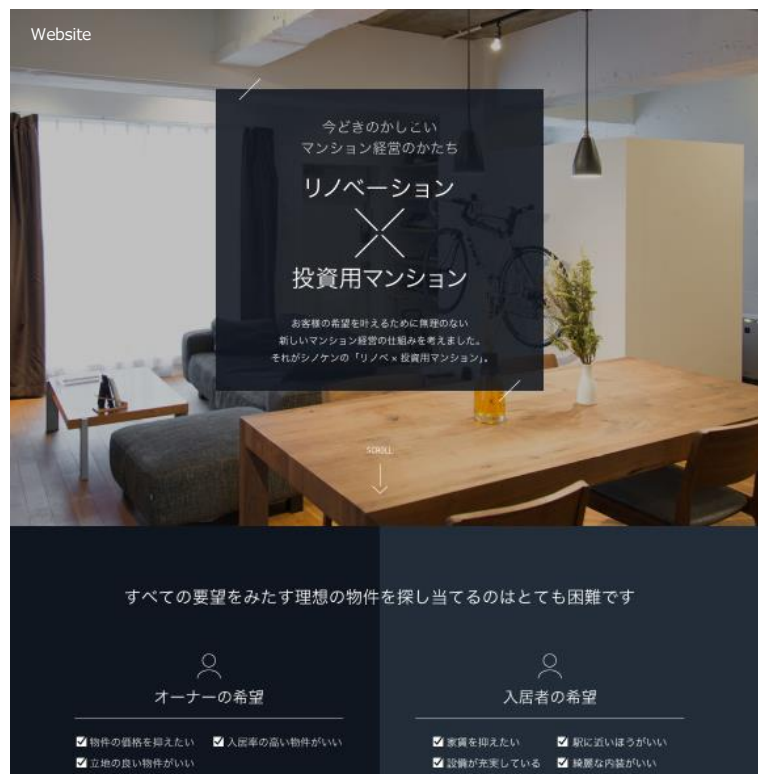 Website
今どきのかしこい
マンション経営のかたち
リノベーション
投資用マンション
お客様の希望を叶えるために無理のない
新しいマンション経営の仕組みを考えました。
それがシノケンの「リノベ×投資用マンション」。
SCROLL
すべての要望をみたす理想の物件を探し当てるのはとても困難です
オーナーの希望
物件の価格を抑えたい 入居率の高い物件がいい
立地の良い物件がいい
入居者の希望
家賃を抑えたい 駅に近いほうがいい
設備が充実している 綺麗な内装がいい